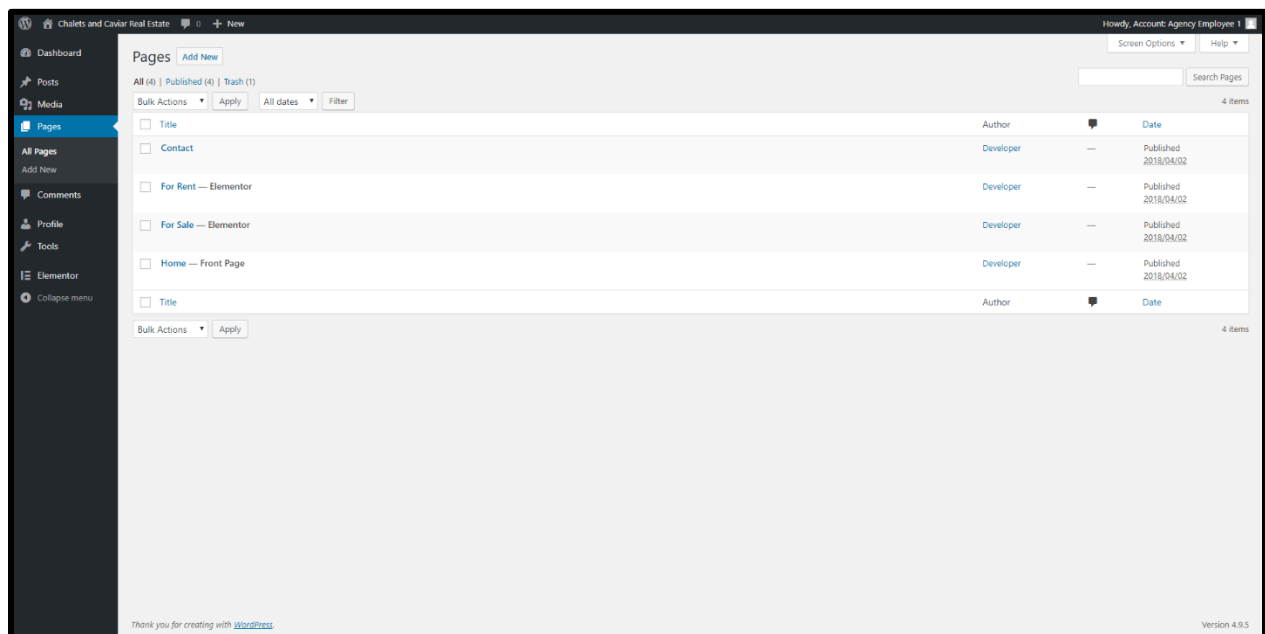 Chalets and Caviar Real Estate 0 New Howdy, Account: Agency Employee 1
Screen Options Help
Dashboard
Posts
Media
Pages
All Pages
Add New
Comments
Profile
Tools
Elementor
Collapse menu
Pages Add New
All (4) | Published (4) | Trash (1)
Search Pages
Bulk Actions Apply All dates Filter 4 items
Title Author Date
Contact Developer — Published
2018/04/02
For Rent — Elementor Developer — Published
2018/04/02
For Sale — Elementor Developer — Published
2018/04/02
Home — Front Page Developer — Published
2018/04/02
Title Author Date
Bulk Actions Apply 4 items
Thank you for creating with WordPress. Version 4.9.5